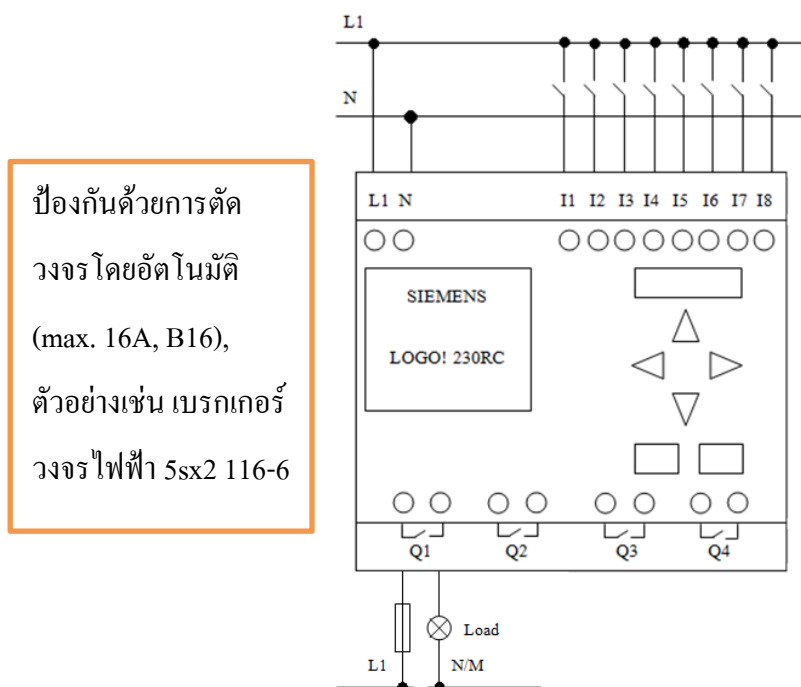 L1
N
ป้องกันด้วยการตัด
วงจรโดยอัตโนมัติ
(max. 16A, B16),
ตัวอย่างเช่น เบรกเกอร์
วงจรไฟฟ้า 5sx2 116-6
L1 N I1 I2 I3 I4 I5 I6 I7 I8
SIEMENS
LOGO! 230RC
Q1 Q2 Q3 Q4
Load
L1 N/M